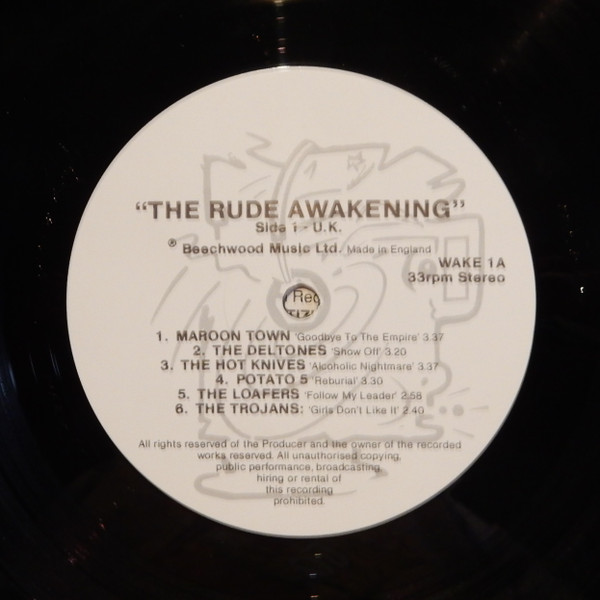 “THE RUDE AWAKENING”
Side 1 - U.K.
℗ Beechwood Music Ltd. Made in England
WAKE 1A
33rpm Stereo
Rec
1. MAROON TOWN 'Goodbye To The Empire' 3.37
2. THE DELTONES 'Show Off' 3.20
3. THE HOT KNIVES 'Alcoholic Nightmare' 3.37
4. POTATO 5 'Reburial' 3.30
5. THE LOAFERS 'Follow My Leader' 2.58
6. THE TROJANS: 'Girls Don't Like It' 2.40
All rights reserved of the Producer and the owner of the recorded
works reserved. All unauthorised copying,
public performance, broadcasting,
hiring or rental of
this recording
prohibited.